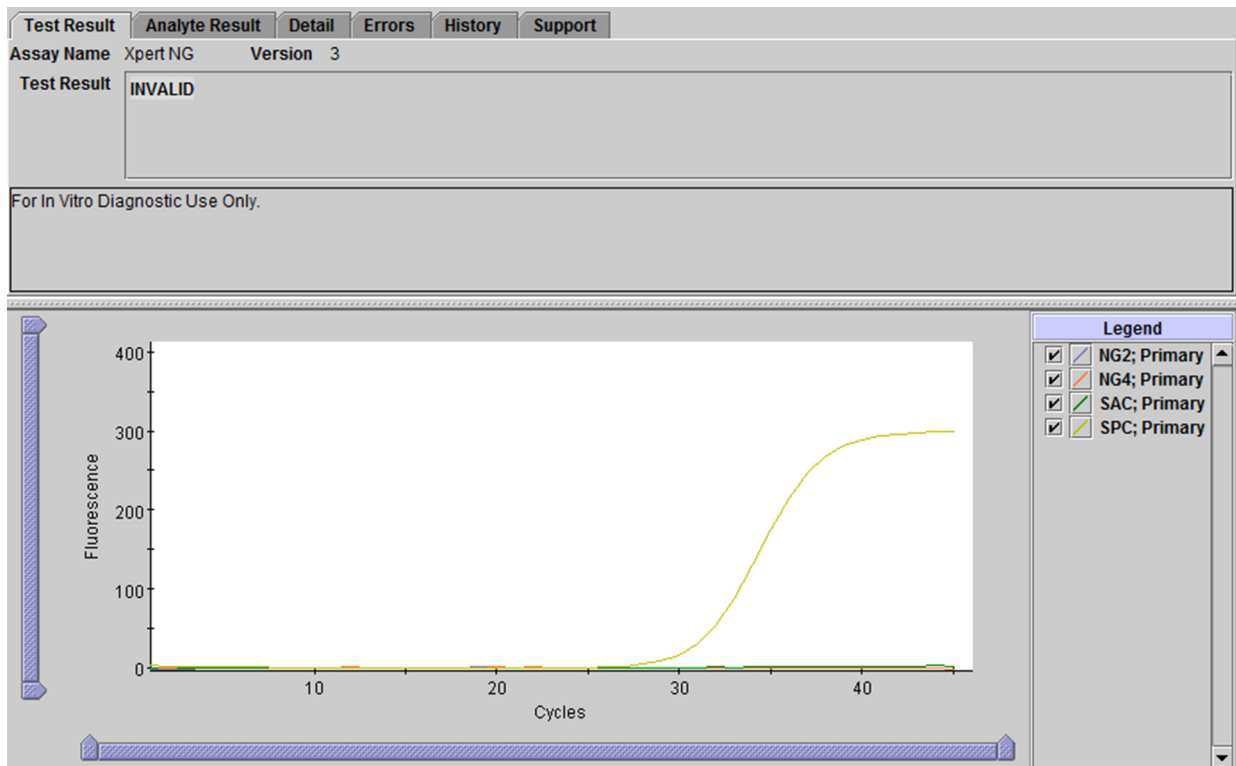 Test Result Analyte Result Detail Errors History Support
Assay Name Xpert NG Version 3
Test Result INVALID
For In Vitro Diagnostic Use Only.
400
300
200
100
0
Fluorescence
10 20 30 40
Cycles
Legend
NG2; Primary
NG4; Primary
SAC; Primary
SPC; Primary